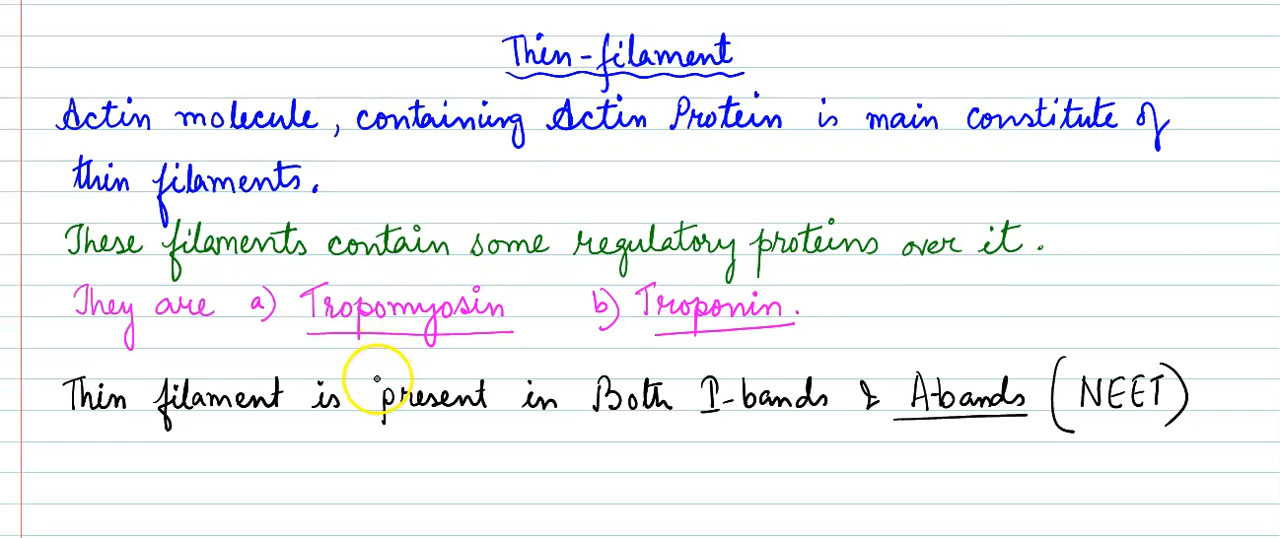 Thin-filament
Actin molecule, containing Actin Protein is main constitute of
thin filaments.
These filaments contain some regulatory proteins over it.
They are a) Tropomyosin b) Troponin.
Thin filament is present in Both I-bands & A-bands (NEET)